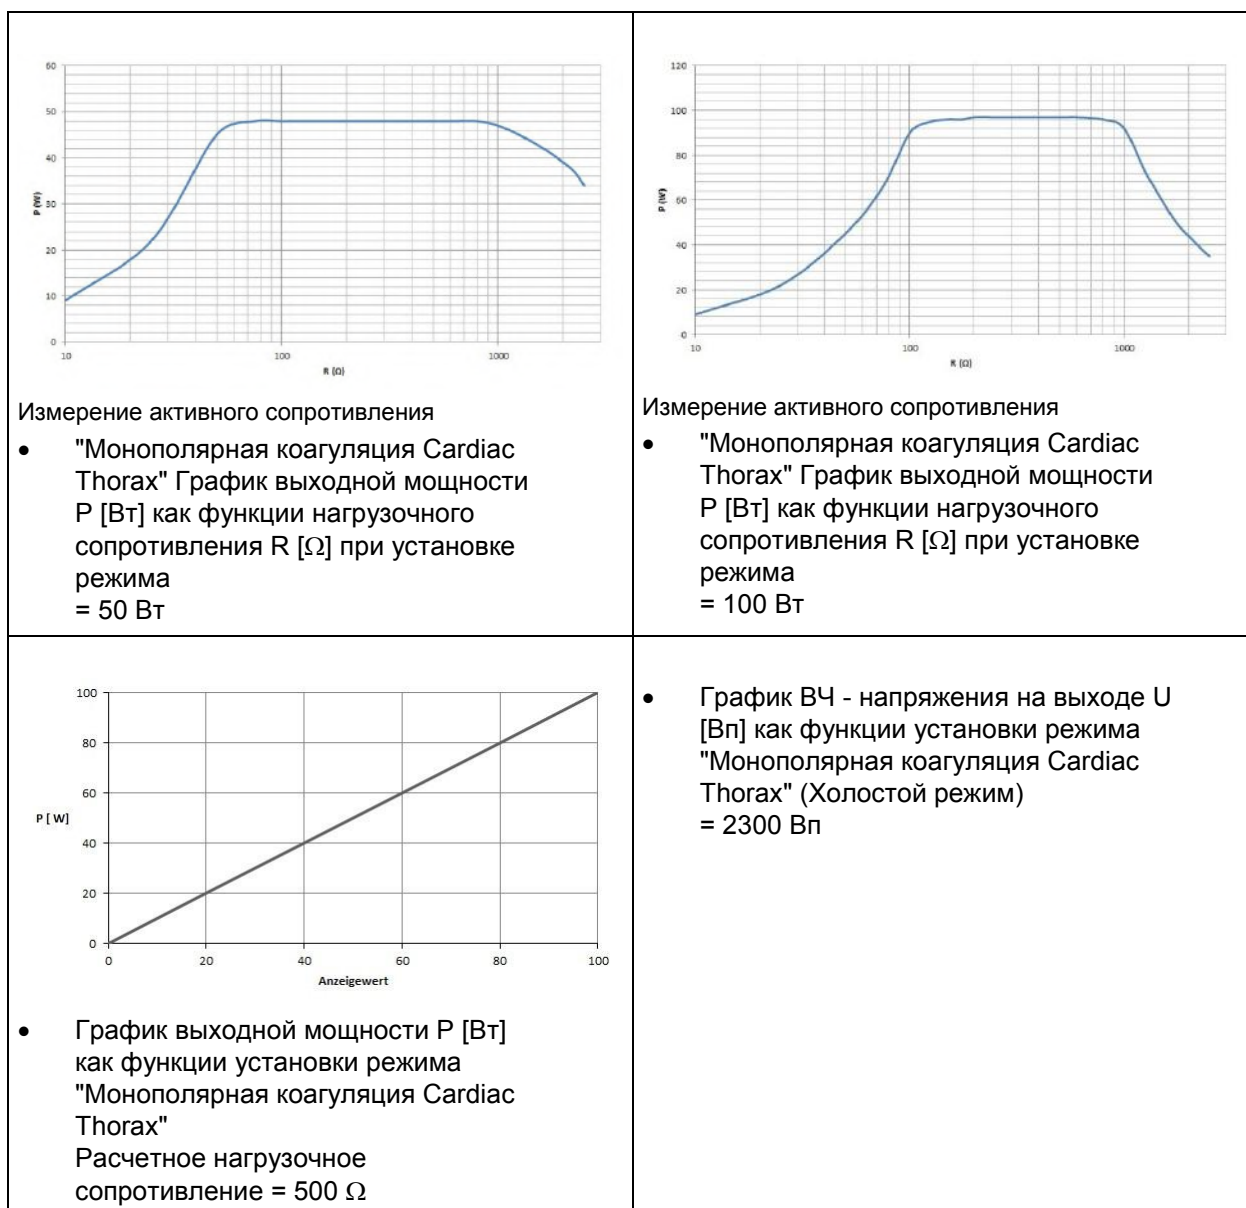 60
50
40
30
20
10
0
P (W)
10
100
1000
R (Ω)
Измерение активного сопротивления
• "Монополярная коагуляция Cardiac
Thorax" График выходной мощности
P [Вт] как функции нагрузочного
сопротивления R [Ω] при установке
режима
= 50 Вт
120
100
80
60
40
20
0
P (W)
10
100
1000
R (Ω)
Измерение активного сопротивления
• "Монополярная коагуляция Cardiac
Thorax" График выходной мощности
P [Вт] как функции нагрузочного
сопротивления R [Ω] при установке
режима
= 100 Вт
100
80
60
P [ W]
40
20
0
0 20 40 60 80 100
Anzeigewert
• График выходной мощности P [Вт]
как функции установки режима
"Монополярная коагуляция Cardiac
Thorax"
Расчетное нагрузочное
сопротивление = 500 Ω
• График ВЧ - напряжения на выходе U
[Вп] как функции установки режима
"Монополярная коагуляция Cardiac
Thorax" (Холостой режим)
= 2300 Вп